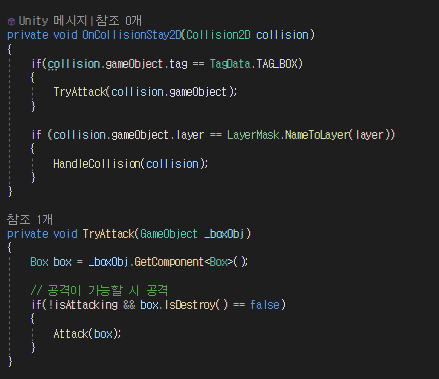 Unity 메시지|참조 0개
private void OnCollisionStay2D(Collision2D collision)
{
if(collision.gameObject.tag == TagData.TAG_BOX)
{
TryAttack(collision.gameObject);
}
if (collision.gameObject.layer == LayerMask.NameToLayer(layer))
{
HandleCollision(collision);
}
}
참조 1개
private void TryAttack(GameObject _boxObj)
{
Box box = _boxObj.GetComponent<Box>();
// 공격이 가능할 시 공격
if(!isAttacking && box.IsDestroy() == false)
{
Attack(box);
}
}